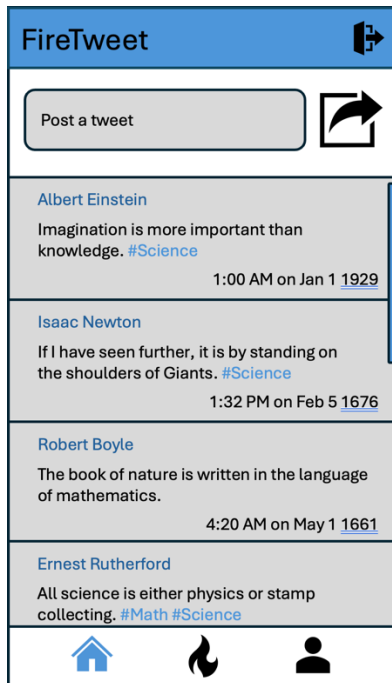 FireTweet
Post a tweet
Albert Einstein
Imagination is more important than
knowledge. #Science
1:00 AM on Jan 1 1929
Isaac Newton
If I have seen further, it is by standing on
the shoulders of Giants. #Science
1:32 PM on Feb 5 1676
Robert Boyle
The book of nature is written in the language
of mathematics.
4:20 AM on May 1 1661
Ernest Rutherford
All science is either physics or stamp
collecting. #Math #Science